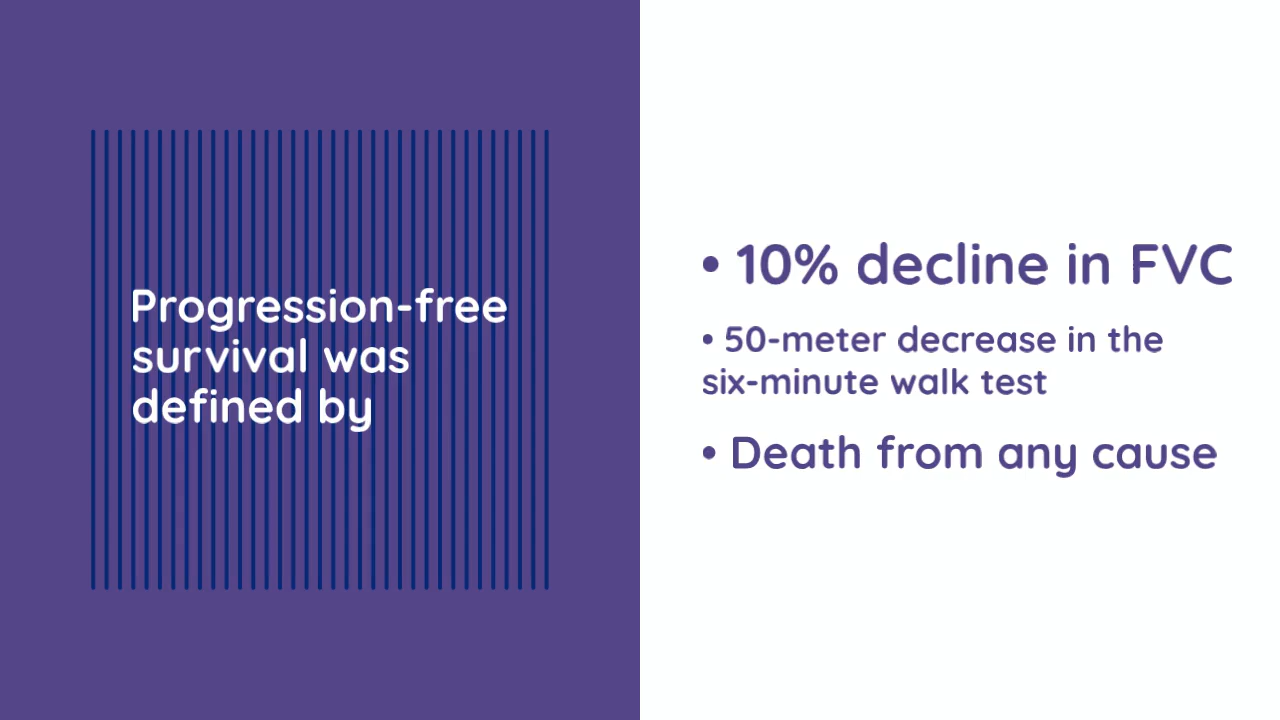 Progression-free
survival was
defined by
• 10% decline in FVC
• 50-meter decrease in the
six-minute walk test
• Death from any cause